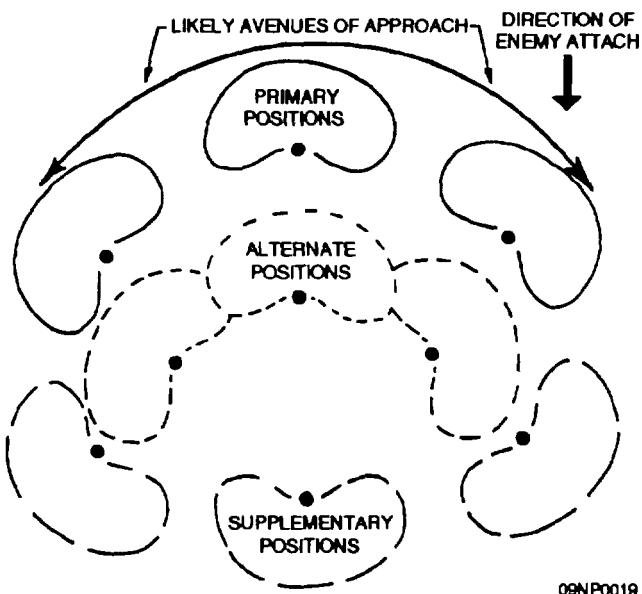 LIKELY AVENUES OF APPROACH
DIRECTION OF
ENEMY ATTACH
PRIMARY
POSITIONS
ALTERNATE
POSITIONS
SUPPLEMENTARY
POSITIONS
09NP0019